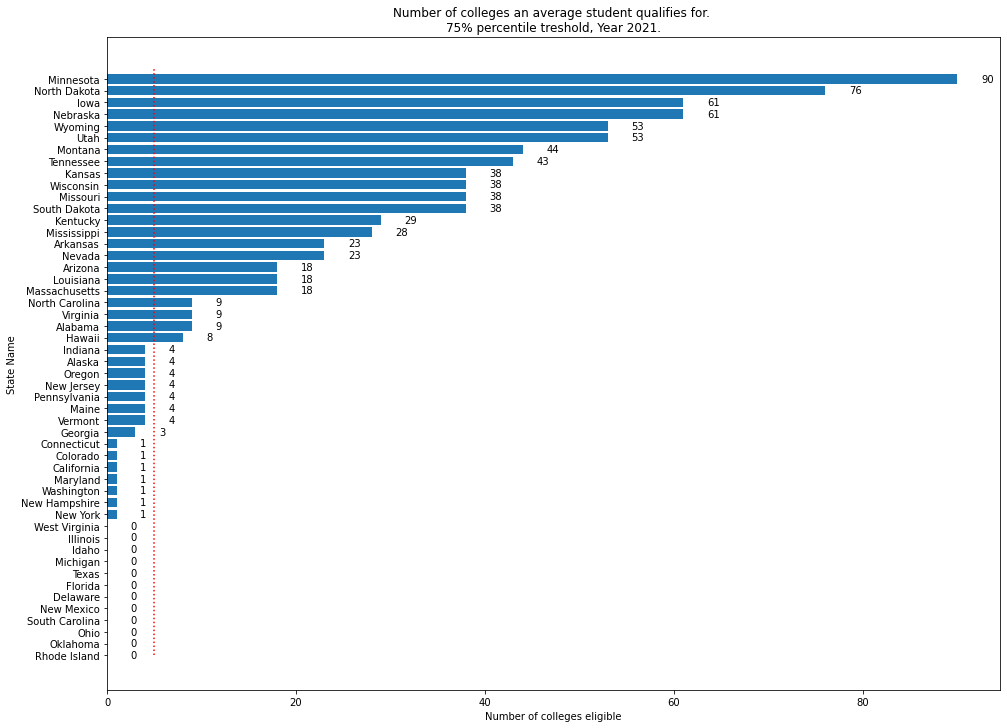 Number of colleges an average student qualifies for.
75% percentile treshold, Year 2021.
State Name
Minnesota 90
North Dakota 76
Iowa 61
Nebraska 61
Wyoming 53
Utah 53
Montana 44
Tennessee 43
Kansas 38
Wisconsin 38
Missouri 38
South Dakota 38
Kentucky 29
Mississippi 28
Arkansas 23
Nevada 23
Arizona 18
Louisiana 18
Massachusetts 18
North Carolina 9
Virginia 9
Alabama 9
Hawaii 8
Indiana 4
Alaska 4
Oregon 4
New Jersey 4
Pennsylvania 4
Maine 4
Vermont 4
Georgia 3
Connecticut 1
Colorado 1
California 1
Maryland 1
Washington 1
New Hampshire 1
New York 1
West Virginia 0
Illinois 0
Idaho 0
Michigan 0
Texas 0
Florida 0
Delaware 0
New Mexico 0
South Carolina 0
Ohio 0
Oklahoma 0
Rhode Island 0
0 20 40 60 80
Number of colleges eligible